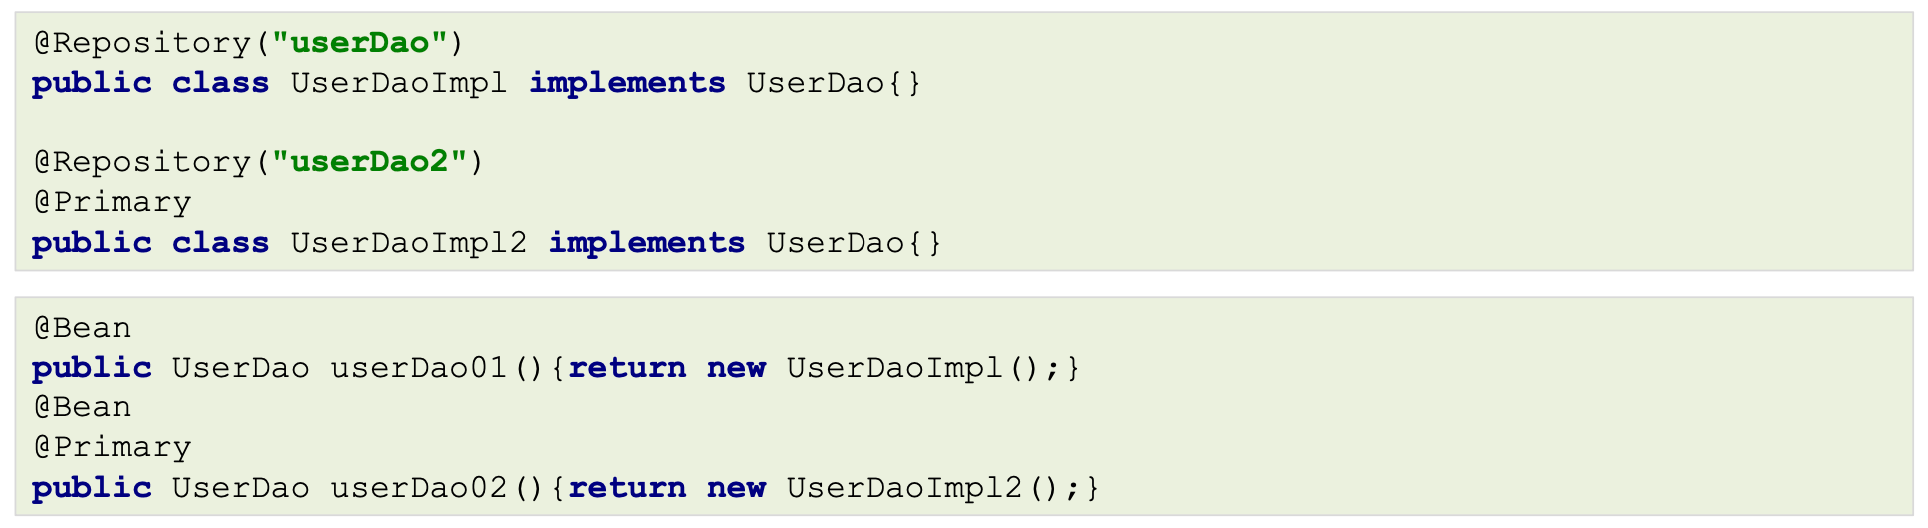 @Repository("userDao")
public class UserDaoImpl implements UserDao{}
@Repository("userDao2")
@Primary
public class UserDaoImpl2 implements UserDao{}
@Bean
public UserDao userDao01(){return new UserDaoImpl();}
@Bean
@Primary
public UserDao userDao02(){return new UserDaoImpl2();}